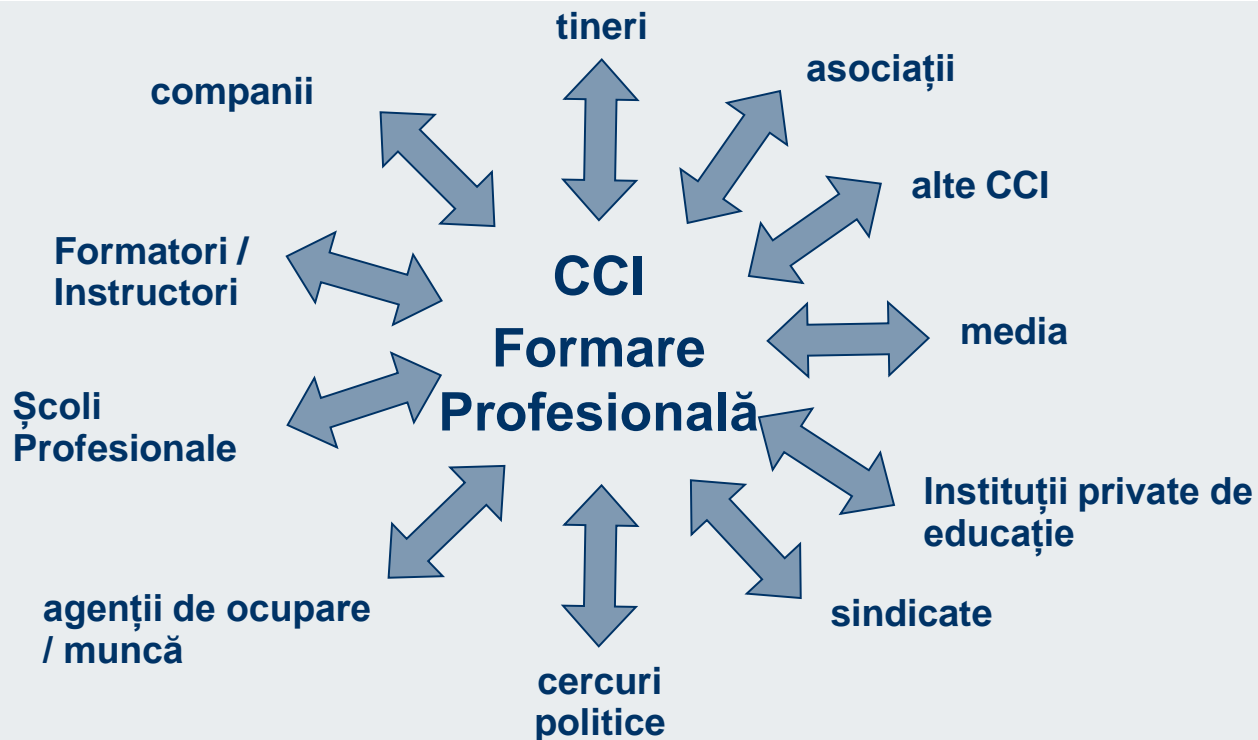 tineri
companii
asociații
alte CCI
Formatori /
Instructori
CCI
Formare
Profesională
media
Școli
Profesionale
Instituții private de
educație
agenții de ocupare
/ muncă
sindicate
cercuri
politice